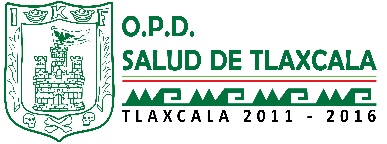 I K F
O.P.D.
SALUD DE TLAXCALA
TLAXCALA 2011 - 2016